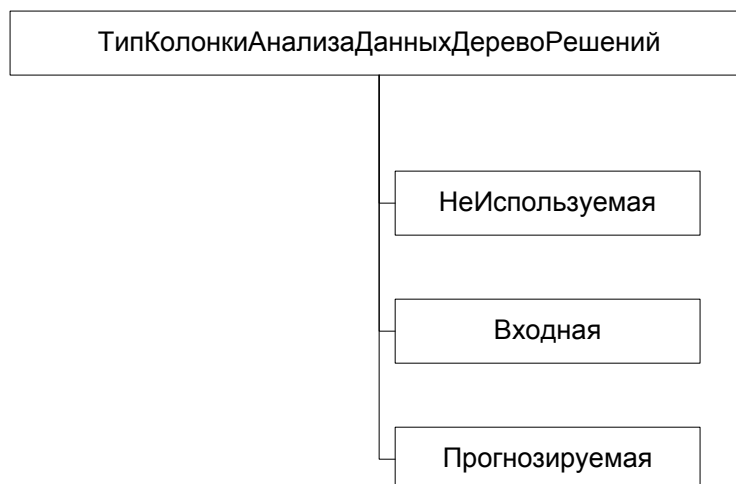 ТипКолонкиАнализаДанныхДеревоРешений
НеИспользуемая
Входная
Прогнозируемая